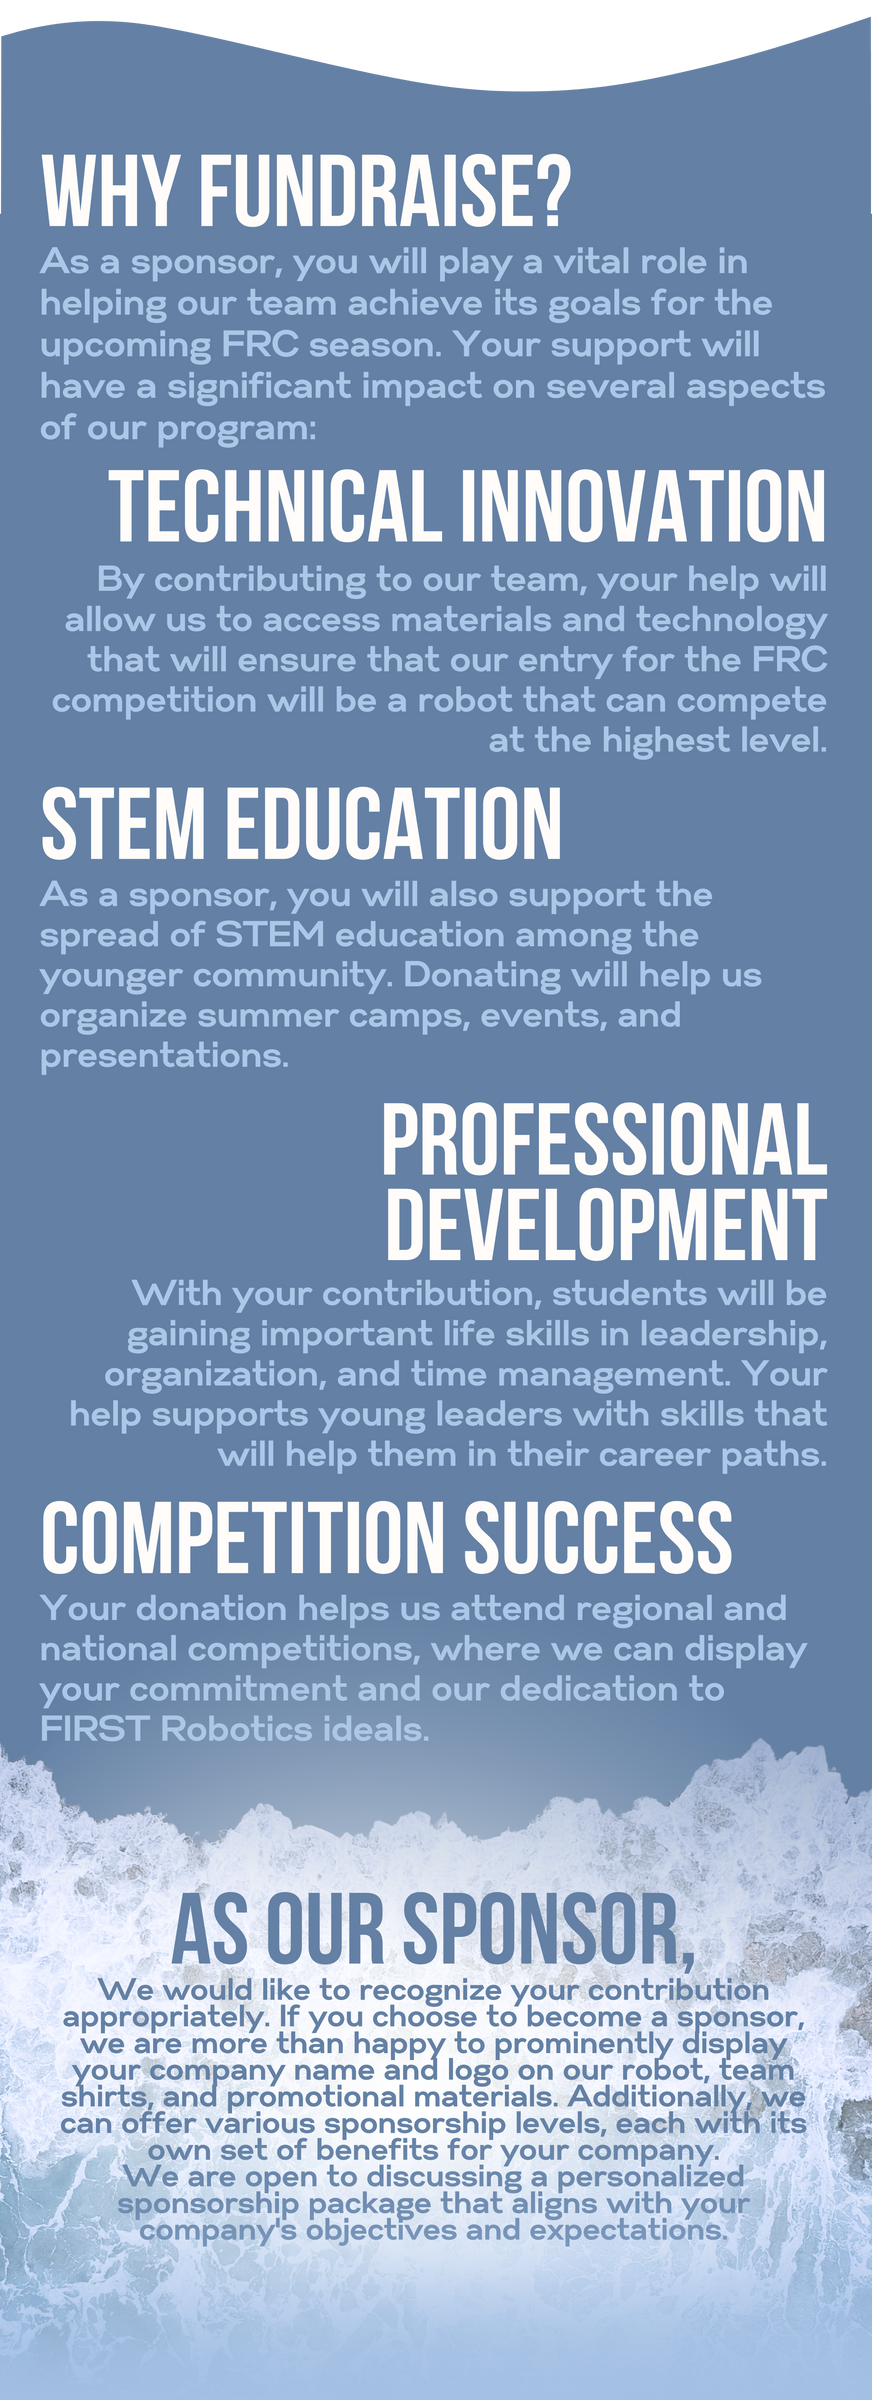 WHY FUNDRAISE?
As a sponsor, you will play a vital role in
helping our team achieve its goals for the
upcoming FRC season. Your support will
have a significant impact on several aspects
of our program:
TECHNICAL INNOVATION
By contributing to our team, your help will
allow us to access materials and technology
that will ensure that our entry for the FRC
competition will be a robot that can compete
at the highest level.
STEM EDUCATION
As a sponsor, you will also support the
spread of STEM education among the
younger community. Donating will help us
organize summer camps, events, and
presentations.
PROFESSIONAL
DEVELOPMENT
With your contribution, students will be
gaining important life skills in leadership,
organization, and time management. Your
help supports young leaders with skills that
will help them in their career paths.
COMPETITION SUCCESS
Your donation helps us attend regional and
national competitions, where we can display
your commitment and our dedication to
FIRST Robotics ideals.
AS OUR SPONSOR,
We would like to recognize your contribution
appropriately. If you choose to become a sponsor,
we are more than happy to prominently display
your company name and logo on our robot, team
shirts, and promotional materials. Additionally, we
can offer various sponsorship levels, each with its
own set of benefits for your company.
We are open to discussing a personalized
sponsorship package that aligns with your
company's objectives and expectations.